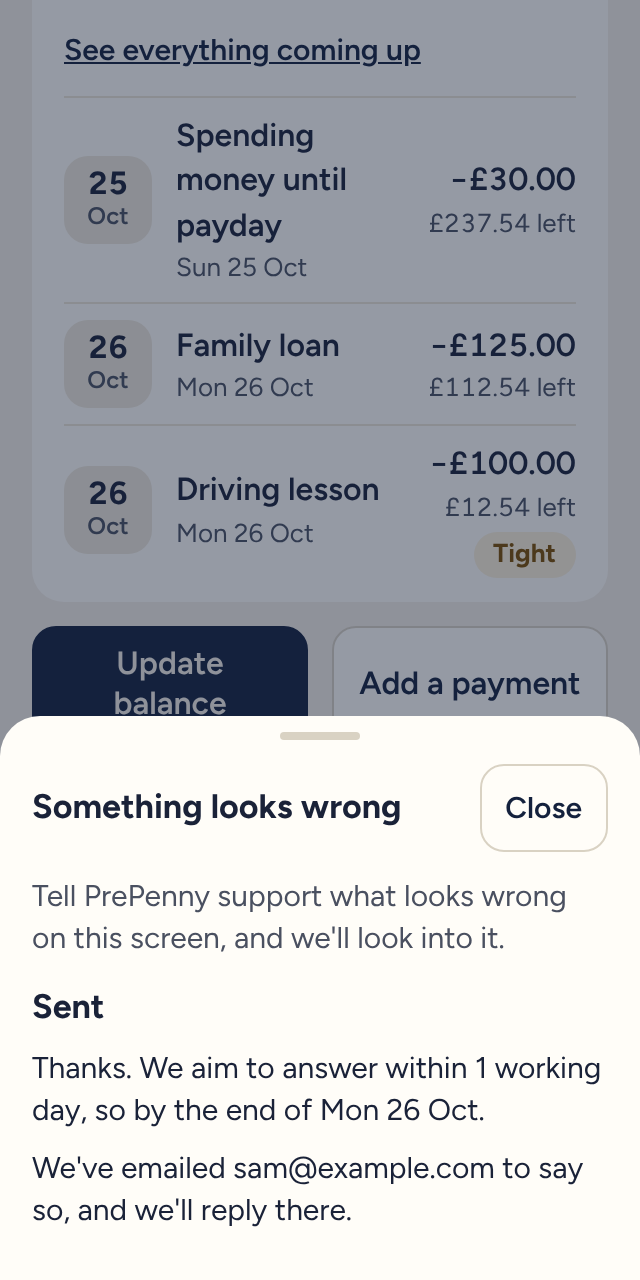 See everything coming up
25
Oct
Spending
money until
payday
Sun 25 Oct
−£30.00
£237.54 left
26
Oct
Family loan
Mon 26 Oct
−£125.00
£112.54 left
26
Oct
Driving lesson
Mon 26 Oct
−£100.00
£12.54 left
Tight
Update
balance
Add a payment
Something looks wrong
Close
Tell PrePenny support what looks wrong
on this screen, and we'll look into it.
Sent
Thanks. We aim to answer within 1 working
day, so by the end of Mon 26 Oct.
We've emailed sam@example.com to say
so, and we'll reply there.